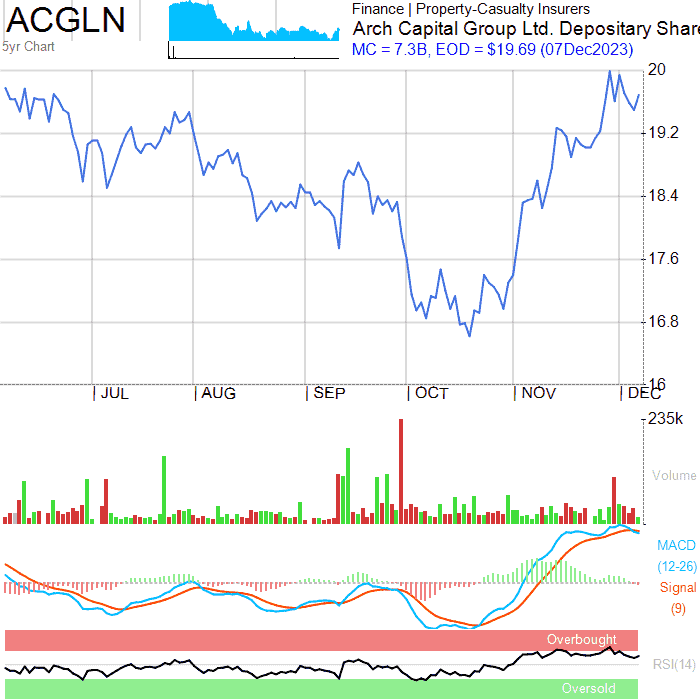 ACGLN
5yr Chart
Finance | Property-Casualty Insurers
Arch Capital Group Ltd. Depositary Share
MC = 7.3B, EOD = $19.69 (07Dec2023)
20
19.2
18.4
17.6
16.8
16
JUL AUG SEP OCT NOV DEC
235k
Volume
MACD
(12-26)
Signal
(9)
Overbought
RSI(14)
Oversold